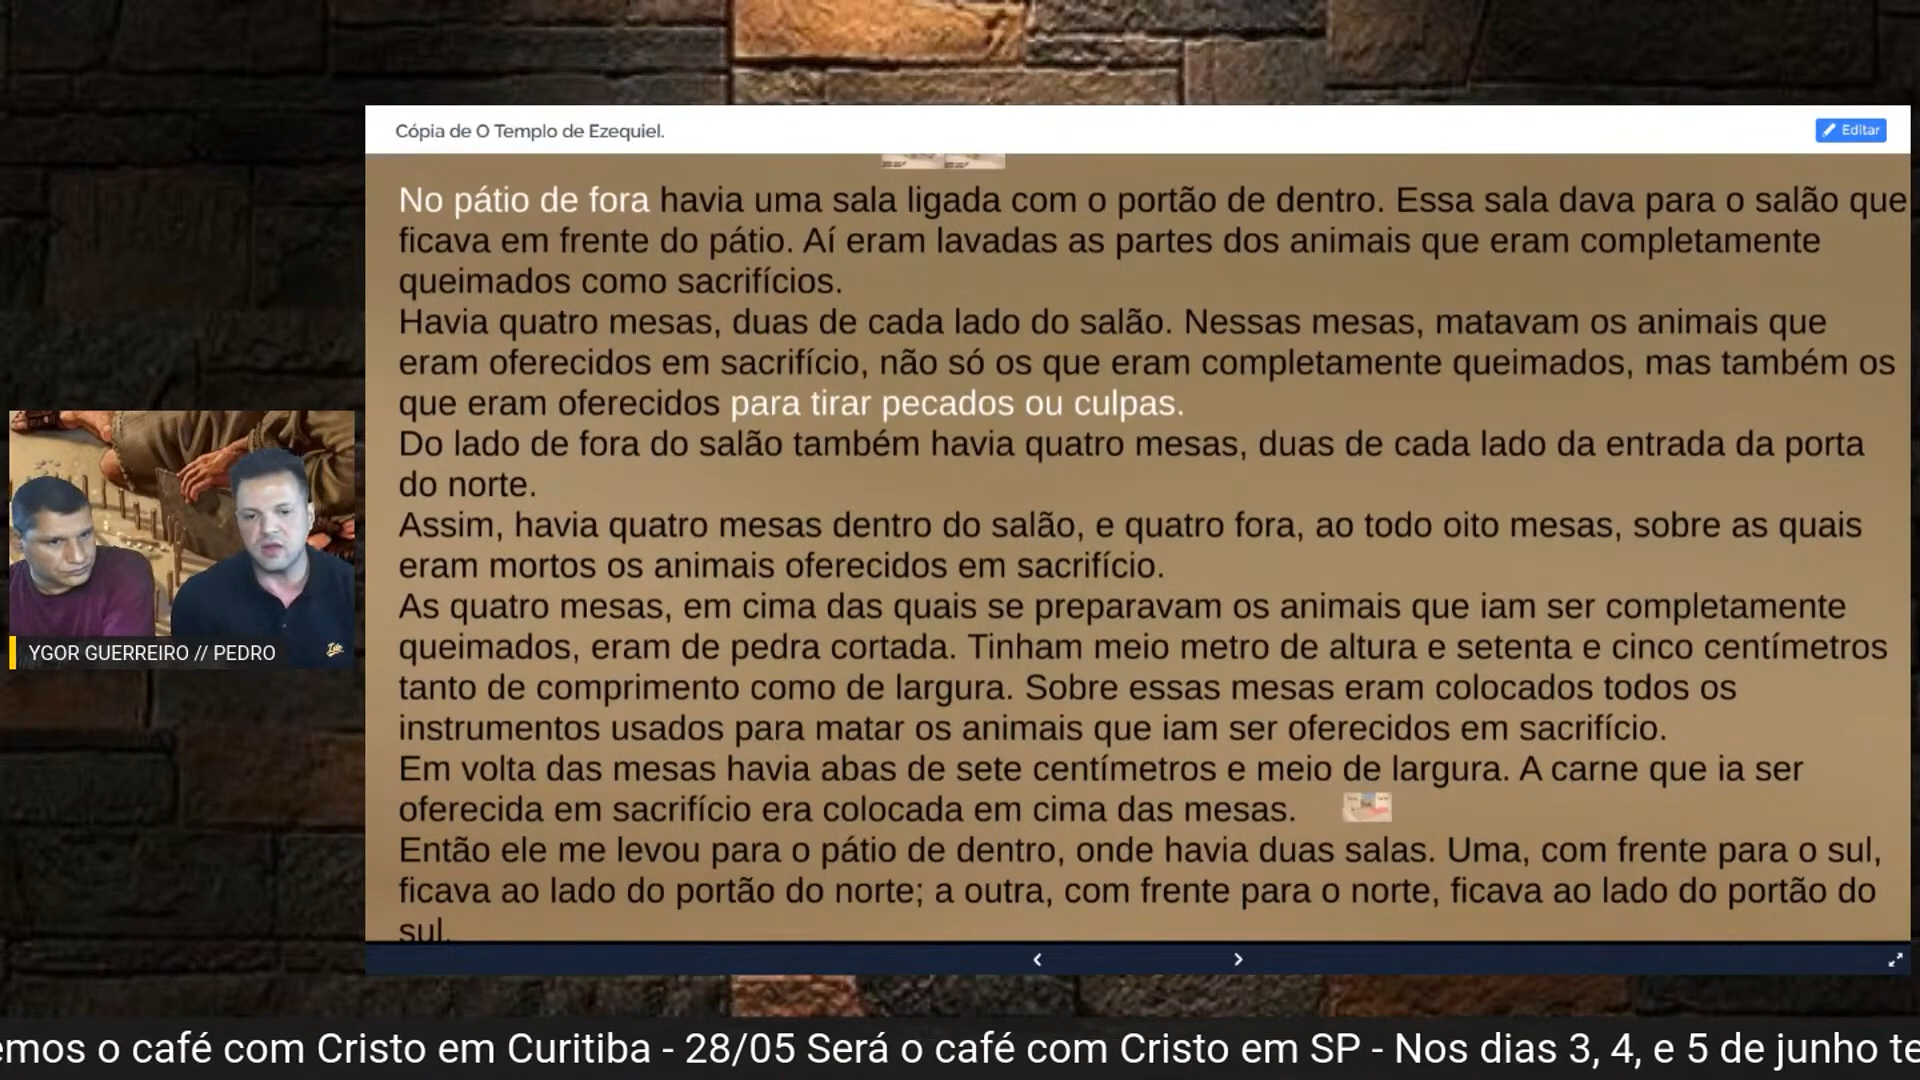 Cópia de O Templo de Ezequiel.
Editar
No pátio de fora havia uma sala ligada com o portão de dentro. Essa sala dava para o salão que
ficava em frente do pátio. Aí eram lavadas as partes dos animais que eram completamente
queimados como sacrifícios.
Havia quatro mesas, duas de cada lado do salão. Nessas mesas, matavam os animais que
eram oferecidos em sacrifício, não só os que eram completamente queimados, mas também os
que eram oferecidos para tirar pecados ou culpas.
Do lado de fora do salão também havia quatro mesas, duas de cada lado da entrada da porta
do norte.
Assim, havia quatro mesas dentro do salão, e quatro fora, ao todo oito mesas, sobre as quais
eram mortos os animais oferecidos em sacrifício.
As quatro mesas, em cima das quais se preparavam os animais que iam ser completamente
queimados, eram de pedra cortada. Tinham meio metro de altura e setenta e cinco centímetros
tanto de comprimento como de largura. Sobre essas mesas eram colocados todos os
instrumentos usados para matar os animais que iam ser oferecidos em sacrifício.
Em volta das mesas havia abas de sete centímetros e meio de largura. A carne que ia ser
oferecida em sacrifício era colocada em cima das mesas.
Então ele me levou para o pátio de dentro, onde havia duas salas. Uma, com frente para o sul,
ficava ao lado do portão do norte; a outra, com frente para o norte, ficava ao lado do portão do
sul.
YGOR GUERREIRO // PEDRO
emos o café com Cristo em Curitiba - 28/05 Será o café com Cristo em SP - Nos dias 3, 4, e 5 de junho te